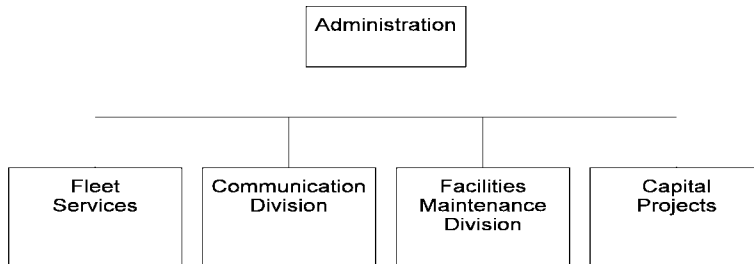 Administration
Fleet
Services
Communication
Division
Facilities
Maintenance
Division
Capital
Projects